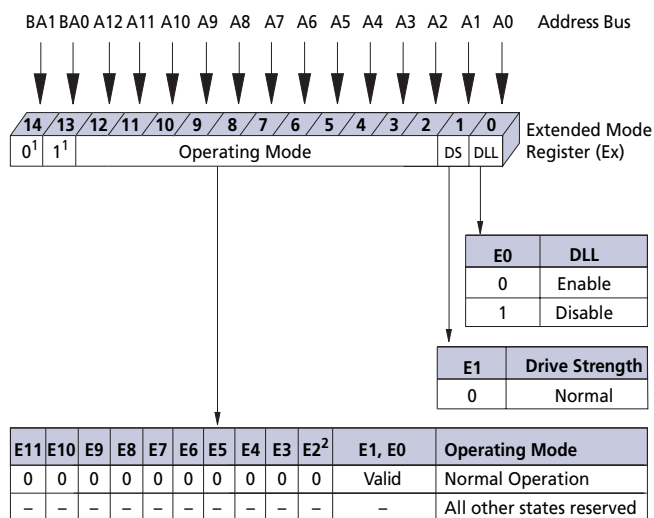 BA1 BA0 A12 A11 A10 A9 A8 A7 A6 A5 A4 A3 A2 A1 A0 Address Bus
14 13 12 11 10 9 8 7 6 5 4 3 2 1 0
0¹ 1¹ Operating Mode DS DLL
Extended Mode
Register (Ex)
E0 DLL
0 Enable
1 Disable
E1 Drive Strength
0 Normal
E11 E10 E9 E8 E7 E6 E5 E4 E3 E2² E1, E0 Operating Mode
0 0 0 0 0 0 0 0 0 0 Valid Normal Operation
– – – – – – – – – – – All other states reserved